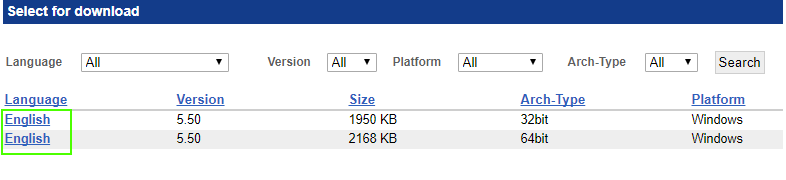 Select for download
Language All Version All Platform All Arch-Type All Search
Language Version Size Arch-Type Platform
English 5.50 1950 KB 32bit Windows
English 5.50 2168 KB 64bit Windows